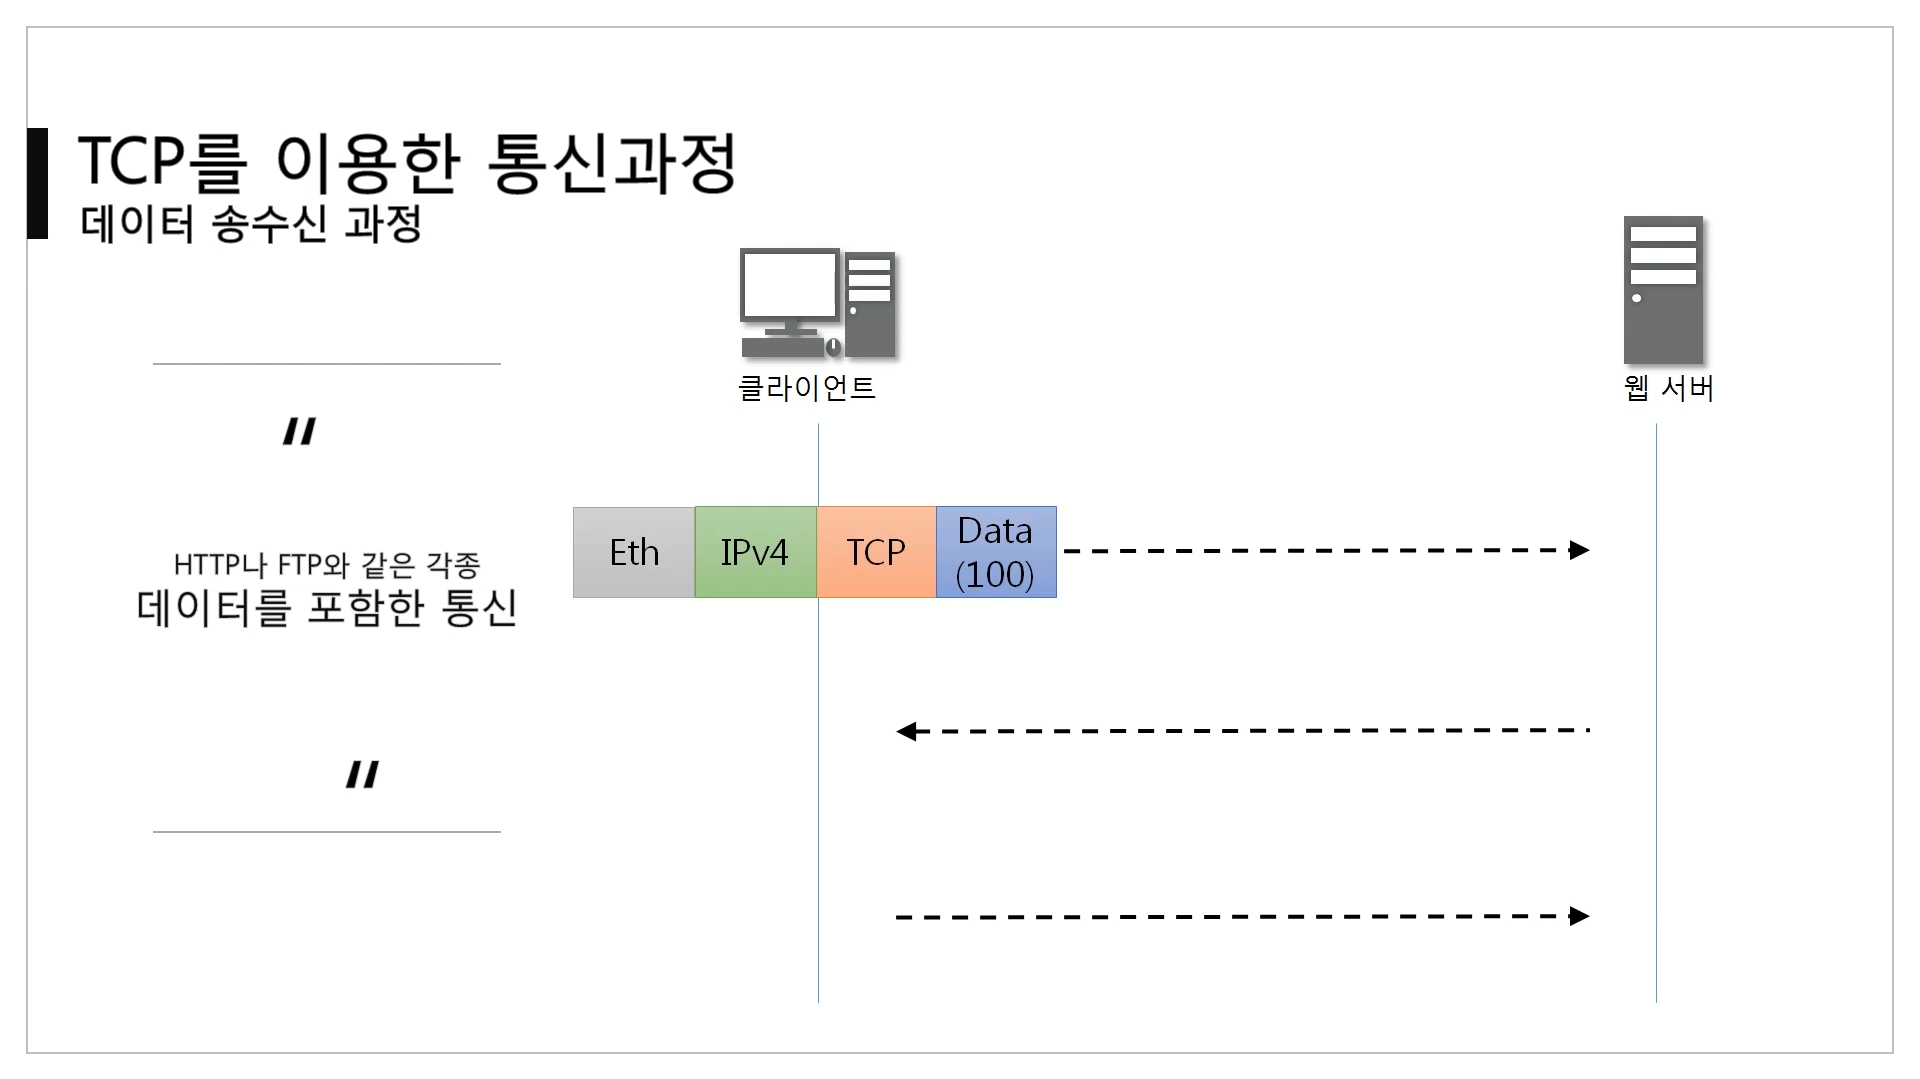 TCP를 이용한 통신과정
데이터 송수신 과정
클라이언트
웹 서버
"
HTTP나 FTP와 같은 각종
데이터를 포함한 통신
"
Eth
IPv4
TCP
Data
(100)